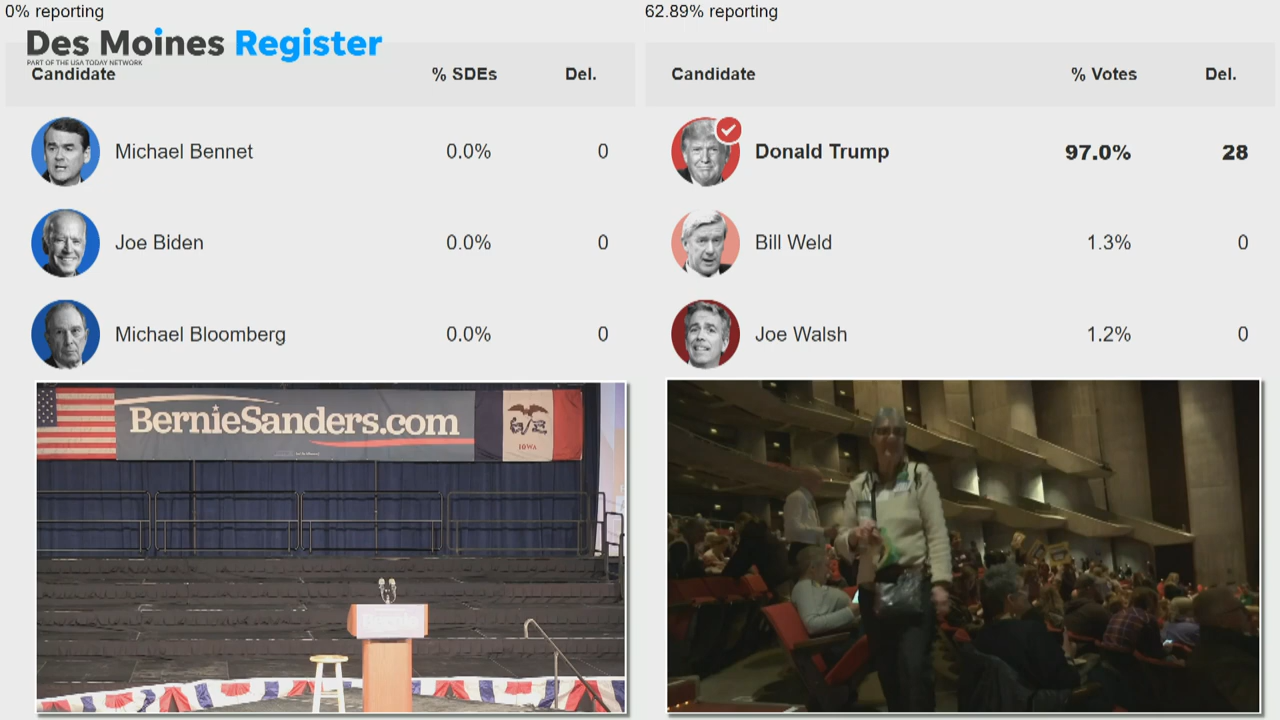 0% reporting
62.89% reporting
Des Moines Register
PART OF THE USA TODAY NETWORK
Candidate % SDEs Del.
Michael Bennet 0.0% 0
Joe Biden 0.0% 0
Michael Bloomberg 0.0% 0
Candidate % Votes Del.
Donald Trump 97.0% 28
Bill Weld 1.3% 0
Joe Walsh 1.2% 0
BernieSanders.com
IOWA
Bernie